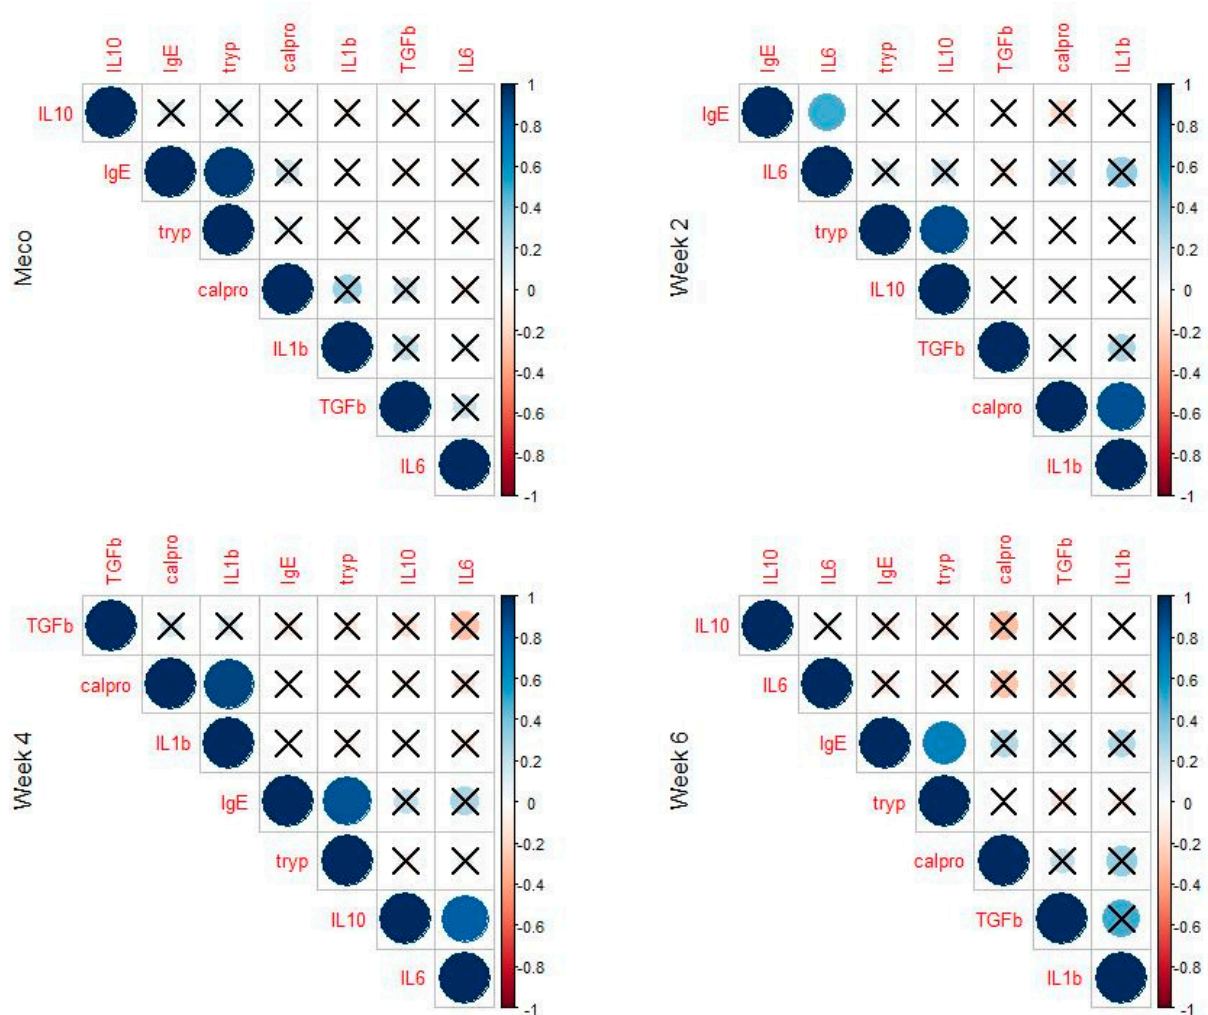 IL10 IgE tryp calpro IL1b TGFb IL6
IL10
IgE
tryp
calpro
IL1b
TGFb
IL6
Meco
1
0.8
0.6
0.4
0.2
0
-0.2
-0.4
-0.6
-0.8
-1
IgE IL6 tryp IL10 TGFb calpro IL1b
IgE
IL6
tryp
IL10
TGFb
calpro
IL1b
Week 2
1
0.8
0.6
0.4
0.2
0
-0.2
-0.4
-0.6
-0.8
-1
TGFb calpro IL1b IgE tryp IL10 IL6
TGFb
calpro
IL1b
IgE
tryp
IL10
IL6
Week 4
1
0.8
0.6
0.4
0.2
0
-0.2
-0.4
-0.6
-0.8
-1
IL10 IL6 IgE tryp calpro TGFb IL1b
IL10
IL6
IgE
tryp
calpro
TGFb
IL1b
Week 6
1
0.8
0.6
0.4
0.2
0
-0.2
-0.4
-0.6
-0.8
-1